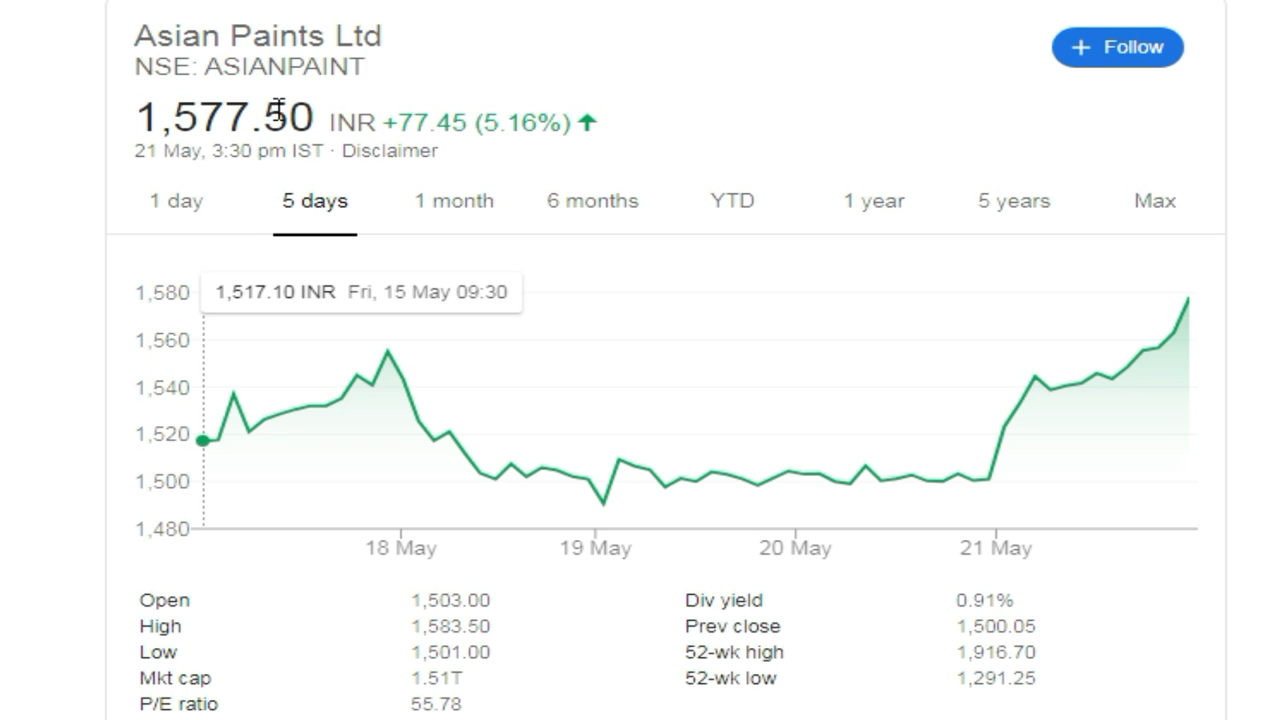 Asian Paints Ltd
NSE: ASIANPAINT
+ Follow
1,577.50 INR +77.45 (5.16%) ↑
21 May, 3:30 pm IST · Disclaimer
1 day 5 days 1 month 6 months YTD 1 year 5 years Max
1,517.10 INR Fri, 15 May 09:30
1,580
1,560
1,540
1,520
1,500
1,480
18 May 19 May 20 May 21 May
Open 1,503.00 Div yield 0.91%
High 1,583.50 Prev close 1,500.05
Low 1,501.00 52-wk high 1,916.70
Mkt cap 1.51T 52-wk low 1,291.25
P/E ratio 55.78